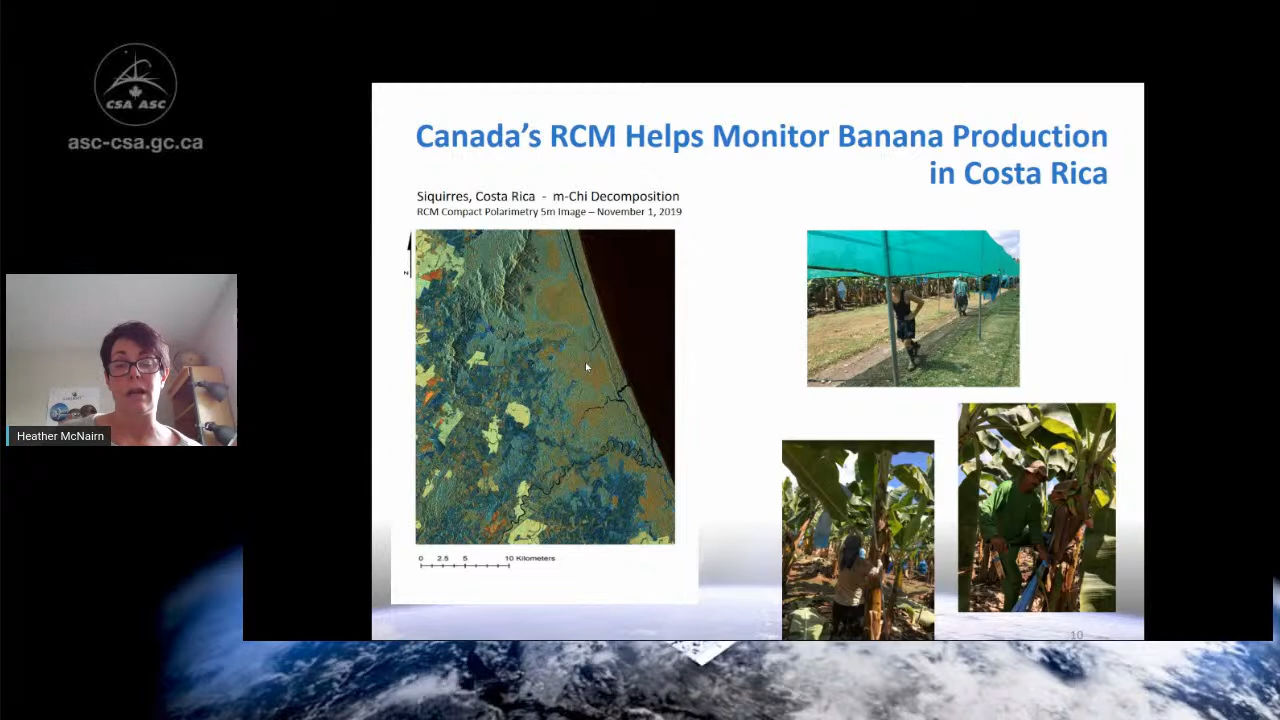 CSA ASC
asc-csa.gc.ca
Canada's RCM Helps Monitor Banana Production
in Costa Rica
Siquirres, Costa Rica - m-Chi Decomposition
RCM Compact Polarimetry 5m Image – November 1, 2019
N
0 2.5 5 10 Kilometers
Heather McNairn
10